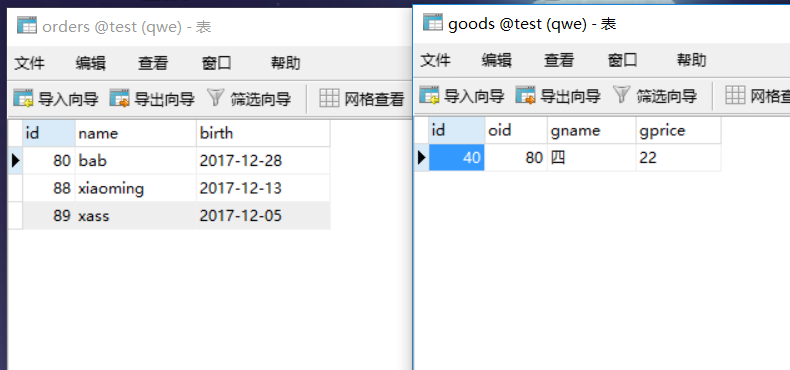 orders @test (qwe) - 表
文件 编辑 查看 窗口 帮助
导入向导 导出向导 筛选向导 网格查看
id name birth
80 bab 2017-12-28
88 xiaoming 2017-12-13
89 xass 2017-12-05
goods @test (qwe) - 表
文件 编辑 查看 窗口 帮助
导入向导 导出向导 筛选向导 网格
id oid gname gprice
40 80 四 22